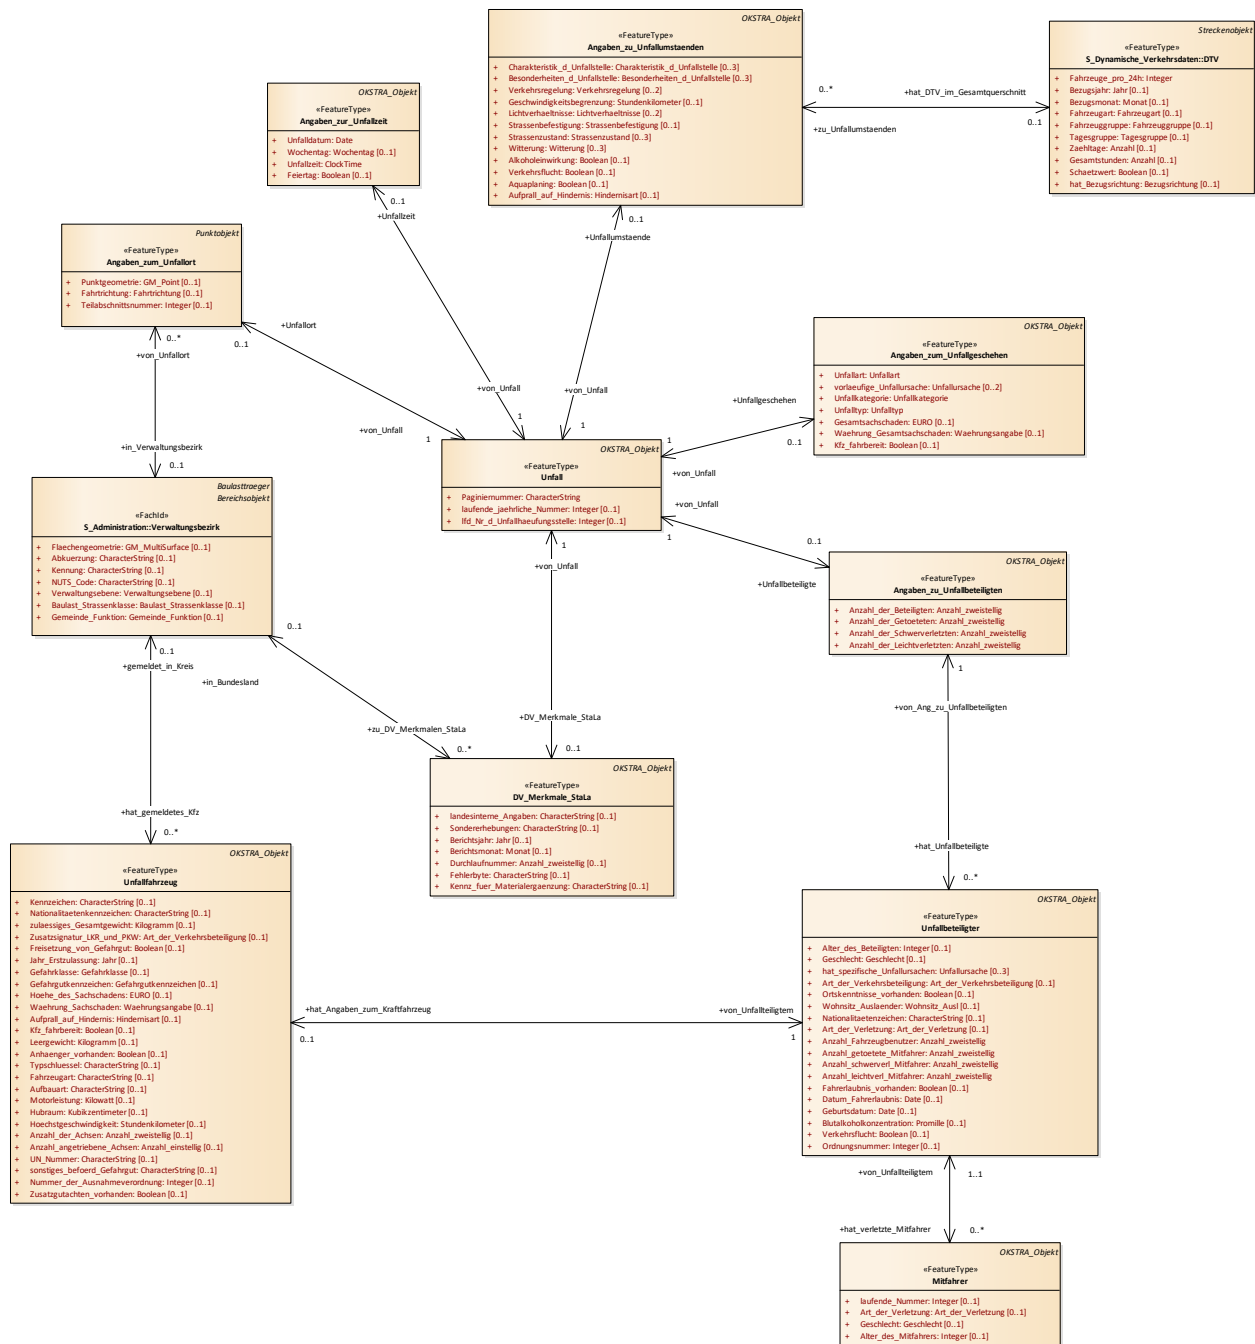 OKSTRA_Objekt
«FeatureType»
Angaben_zu_Unfallumstaenden
+ Charakteristik_d_Unfallstelle: Charakteristik_d_Unfallstelle [0..3]
+ Besonderheiten_d_Unfallstelle: Besonderheiten_d_Unfallstelle [0..3]
+ Verkehrsregelung: Verkehrsregelung [0..2]
+ Geschwindigkeitsbegrenzung: Stundenkilometer [0..1]
+ Lichtverhaeltnisse: Lichtverhaeltnisse [0..2]
+ Strassenbefestigung: Strassenbefestigung [0..1]
+ Strassenzustand: Strassenzustand [0..3]
+ Witterung: Witterung [0..3]
+ Alkoholeinwirkung: Boolean [0..1]
+ Verkehrsflucht: Boolean [0..1]
+ Aquaplaning: Boolean [0..1]
+ Aufprall_auf_Hindernis: Hindernisart [0..1]
Streckenobjekt
«FeatureType»
S_Dynamische_Verkehrsdaten::DTV
+ Fahrzeuge_pro_24h: Integer
+ Bezugsjahr: Jahr [0..1]
+ Bezugsmonat: Monat [0..1]
+ Fahrzeugart: Fahrzeugart [0..1]
+ Fahrzeuggruppe: Fahrzeuggruppe [0..1]
+ Tagesgruppe: Tagesgruppe [0..1]
+ Zaehltage: Anzahl [0..1]
+ Gesamtstunden: Anzahl [0..1]
+ Schaetzwert: Boolean [0..1]
+ hat_Bezugsrichtung: Bezugsrichtung [0..1]
0..*
+hat_DTV_im_Gesamtquerschnitt
+zu_Unfallumstaenden
0..1
OKSTRA_Objekt
«FeatureType»
Angaben_zur_Unfallzeit
+ Unfalldatum: Date
+ Wochentag: Wochentag [0..1]
+ Unfallzeit: ClockTime
+ Feiertag: Boolean [0..1]
0..1
+Unfallzeit
0..1
+Unfallumstaende
Punktobjekt
«FeatureType»
Angaben_zum_Unfallort
+ Punktgeometrie: GM_Point [0..1]
+ Fahrtrichtung: Fahrtrichtung [0..1]
+ Teilabschnittsnummer: Integer [0..1]
0..*
+von_Unfallort
+Unfallort
0..1
+von_Unfall
1
+von_Unfall
1
+von_Unfall
1
OKSTRA_Objekt
«FeatureType»
Angaben_zum_Unfallgeschehen
+ Unfallart: Unfallart
+ vorlaeufige_Unfallursache: Unfallursache [0..2]
+ Unfallkategorie: Unfallkategorie
+ Unfalltyp: Unfalltyp
+ Gesamtsachschaden: EURO [0..1]
+ Waehrung_Gesamtsachschaden: Waehrungsangabe [0..1]
+ Kfz_fahrbereit: Boolean [0..1]
+Unfallgeschehen
0..1
1
+von_Unfall
+in_Verwaltungsbezirk
0..1
OKSTRA_Objekt
«FeatureType»
Unfall
+ Paginiernummer: CharacterString
+ laufende_jaehrliche_Nummer: Integer [0..1]
+ lfd_Nr_d_Unfallhaeufungsstelle: Integer [0..1]
+von_Unfall
1
0..1
+Unfallbeteiligte
1
+von_Unfall
Baulasttraeger
Bereichsobjekt
«FachId»
S_Administration::Verwaltungsbezirk
+ Flaechengeometrie: GM_MultiSurface [0..1]
+ Abkuerzung: CharacterString [0..1]
+ Kennung: CharacterString [0..1]
+ NUTS_Code: CharacterString [0..1]
+ Verwaltungsebene: Verwaltungsebene [0..1]
+ Baulast_Strassenklasse: Baulast_Strassenklasse [0..1]
+ Gemeinde_Funktion: Gemeinde_Funktion [0..1]
OKSTRA_Objekt
«FeatureType»
Angaben_zu_Unfallbeteiligten
+ Anzahl_der_Beteiligten: Anzahl_zweistellig
+ Anzahl_der_Getoeteten: Anzahl_zweistellig
+ Anzahl_der_Schwerverletzten: Anzahl_zweistellig
+ Anzahl_der_Leichtverletzten: Anzahl_zweistellig
0..1
0..1
+gemeldet_in_Kreis
+in_Bundesland
1
+von_Ang_zu_Unfallbeteiligten
+zu_DV_Merkmalen_StaLa
0..*
+DV_Merkmale_StaLa
0..1
OKSTRA_Objekt
«FeatureType»
DV_Merkmale_StaLa
+ landesinterne_Angaben: CharacterString [0..1]
+ Sondererhebungen: CharacterString [0..1]
+ Berichtsjahr: Jahr [0..1]
+ Berichtsmonat: Monat [0..1]
+ Durchlaufnummer: Anzahl_zweistellig [0..1]
+ Fehlerbyte: CharacterString [0..1]
+ Kennz_fuer_Materialergaenzung: CharacterString [0..1]
+hat_gemeldetes_Kfz
0..*
+hat_Unfallbeteiligte
0..*
OKSTRA_Objekt
«FeatureType»
Unfallfahrzeug
+ Kennzeichen: CharacterString [0..1]
+ Nationalitaetenkennzeichen: CharacterString [0..1]
+ zulaessiges_Gesamtgewicht: Kilogramm [0..1]
+ Zusatzsignatur_LKR_und_PKW: Art_der_Verkehrsbeteiligung [0..1]
+ Freisetzung_von_Gefahrgut: Boolean [0..1]
+ Jahr_Erstzulassung: Jahr [0..1]
+ Gefahrklasse: Gefahrklasse [0..1]
+ Gefahrgutkennzeichen: Gefahrgutkennzeichen [0..1]
+ Hoehe_des_Sachschadens: EURO [0..1]
+ Waehrung_Sachschaden: Waehrungsangabe [0..1]
+ Aufprall_auf_Hindernis: Hindernisart [0..1]
+ Kfz_fahrbereit: Boolean [0..1]
+ Leergewicht: Kilogramm [0..1]
+ Anhaenger_vorhanden: Boolean [0..1]
+ Typschluessel: CharacterString [0..1]
+ Fahrzeugart: CharacterString [0..1]
+ Aufbauart: CharacterString [0..1]
+ Motorleistung: Kilowatt [0..1]
+ Hubraum: Kubikzentimeter [0..1]
+ Hoechstgeschwindigkeit: Stundenkilometer [0..1]
+ Anzahl_der_Achsen: Anzahl_zweistellig [0..1]
+ Anzahl_angetriebene_Achsen: Anzahl_einstellig [0..1]
+ UN_Nummer: CharacterString [0..1]
+ sonstiges_befoerd_Gefahrgut: CharacterString [0..1]
+ Nummer_der_Ausnahmeverordnung: Integer [0..1]
+ Zusatzgutachten_vorhanden: Boolean [0..1]
+hat_Angaben_zum_Kraftfahrzeug
0..1
+von_Unfallteiligtem
1
OKSTRA_Objekt
«FeatureType»
Unfallbeteiligter
+ Alter_des_Beteiligten: Integer [0..1]
+ Geschlecht: Geschlecht [0..1]
+ hat_spezifische_Unfallursachen: Unfallursache [0..3]
+ Art_der_Verkehrsbeteiligung: Art_der_Verkehrsbeteiligung [0..1]
+ Ortskenntnisse_vorhanden: Boolean [0..1]
+ Wohnsitz_Auslaender: Wohnsitz_Ausl [0..1]
+ Nationalitaetenzeichen: CharacterString [0..1]
+ Art_der_Verletzung: Art_der_Verletzung [0..1]
+ Anzahl_Fahrzeugbenutzer: Anzahl_zweistellig
+ Anzahl_getoetete_Mitfahrer: Anzahl_zweistellig
+ Anzahl_schwerverl_Mitfahrer: Anzahl_zweistellig
+ Anzahl_leichtverl_Mitfahrer: Anzahl_zweistellig
+ Fahrerlaubnis_vorhanden: Boolean [0..1]
+ Datum_Fahrerlaubnis: Date [0..1]
+ Geburtsdatum: Date [0..1]
+ Blutalkoholkonzentration: Promille [0..1]
+ Verkehrsflucht: Boolean [0..1]
+ Ordnungsnummer: Integer [0..1]
+von_Unfallteiligtem
1..1
+hat_verletzte_Mitfahrer
0..*
OKSTRA_Objekt
«FeatureType»
Mitfahrer
+ laufende_Nummer: Integer [0..1]
+ Art_der_Verletzung: Art_der_Verletzung [0..1]
+ Geschlecht: Geschlecht [0..1]
+ Alter_des_Mitfahrers: Integer [0..1]